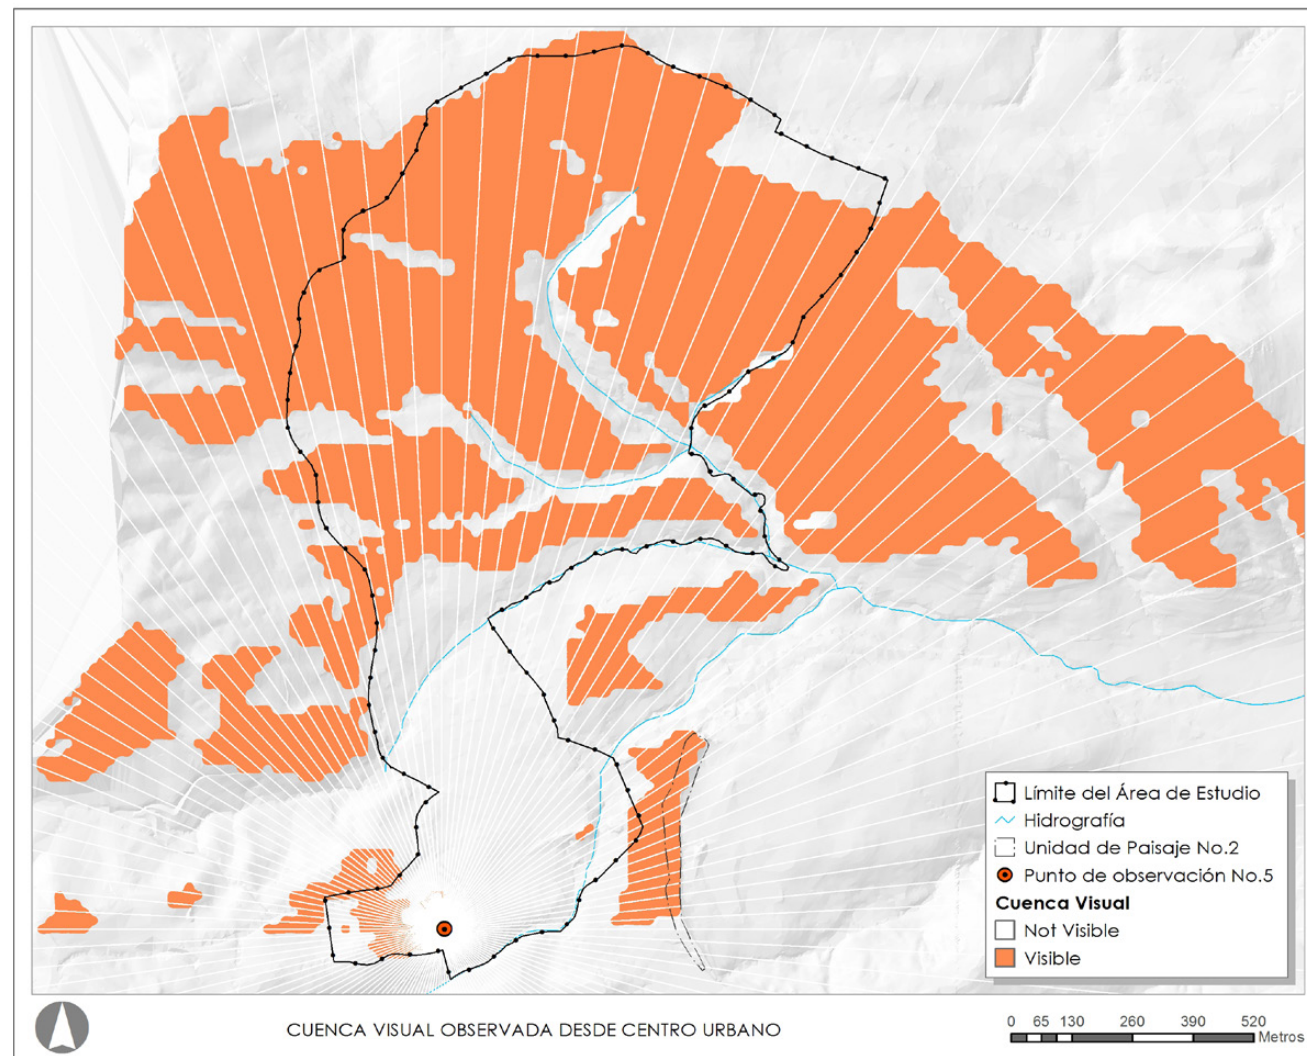 Límite del Área de Estudio
Hidrografía
Unidad de Paisaje No.2
Punto de observación No.5
Cuenca Visual
Not Visible
Visible
CUENCA VISUAL OBSERVADA DESDE CENTRO URBANO
0 65 130 260 390 520
Metros